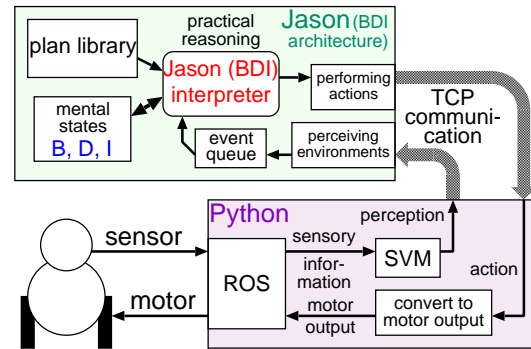 practical
reasoning
Jason (BDI
architecture)
plan library
Jason (BDI)
interpreter
performing
actions
mental
states
B, D, I
event
queue
perceiving
environments
TCP
communi-
cation
Python
perception
sensor
sensory
infor-
mation
SVM
ROS
action
motor
motor
output
convert to
motor output